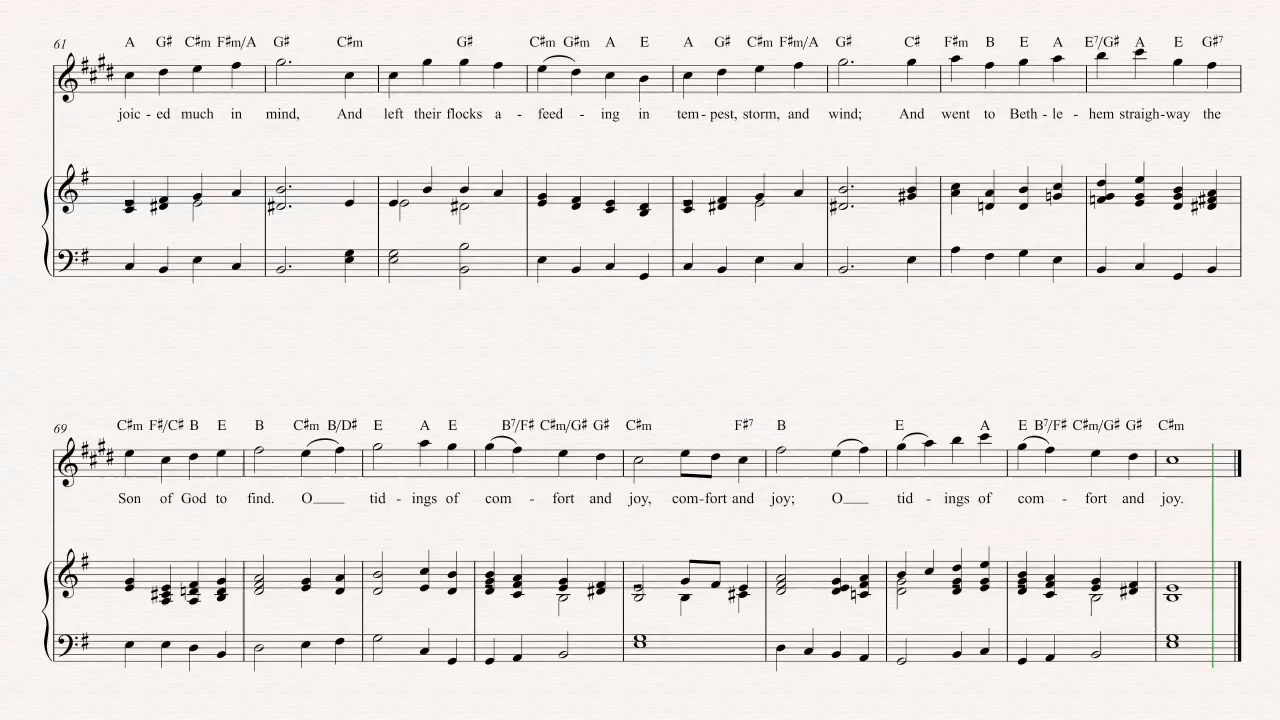 61
A G♯ C♯m F♯m/A G♯ C♯m G♯ C♯m G♯m A E A G♯ C♯m F♯m/A G♯ C♯ F♯m B E A E7/G♯ A E G♯7
joic - ed much in mind, And left their flocks a - feed - ing in tem - pest, storm, and wind; And went to Beth - le - hem straigh - way the
69
C♯m F♯/C♯ B E B C♯m B/D♯ E A E B7/F♯ C♯m/G♯ G♯ C♯m F♯7 B E A E B7/F♯ C♯m/G♯ G♯ C♯m
Son of God to find. O___ tid - ings of com - fort and joy, com - fort and joy; O___ tid - ings of com - fort and joy.